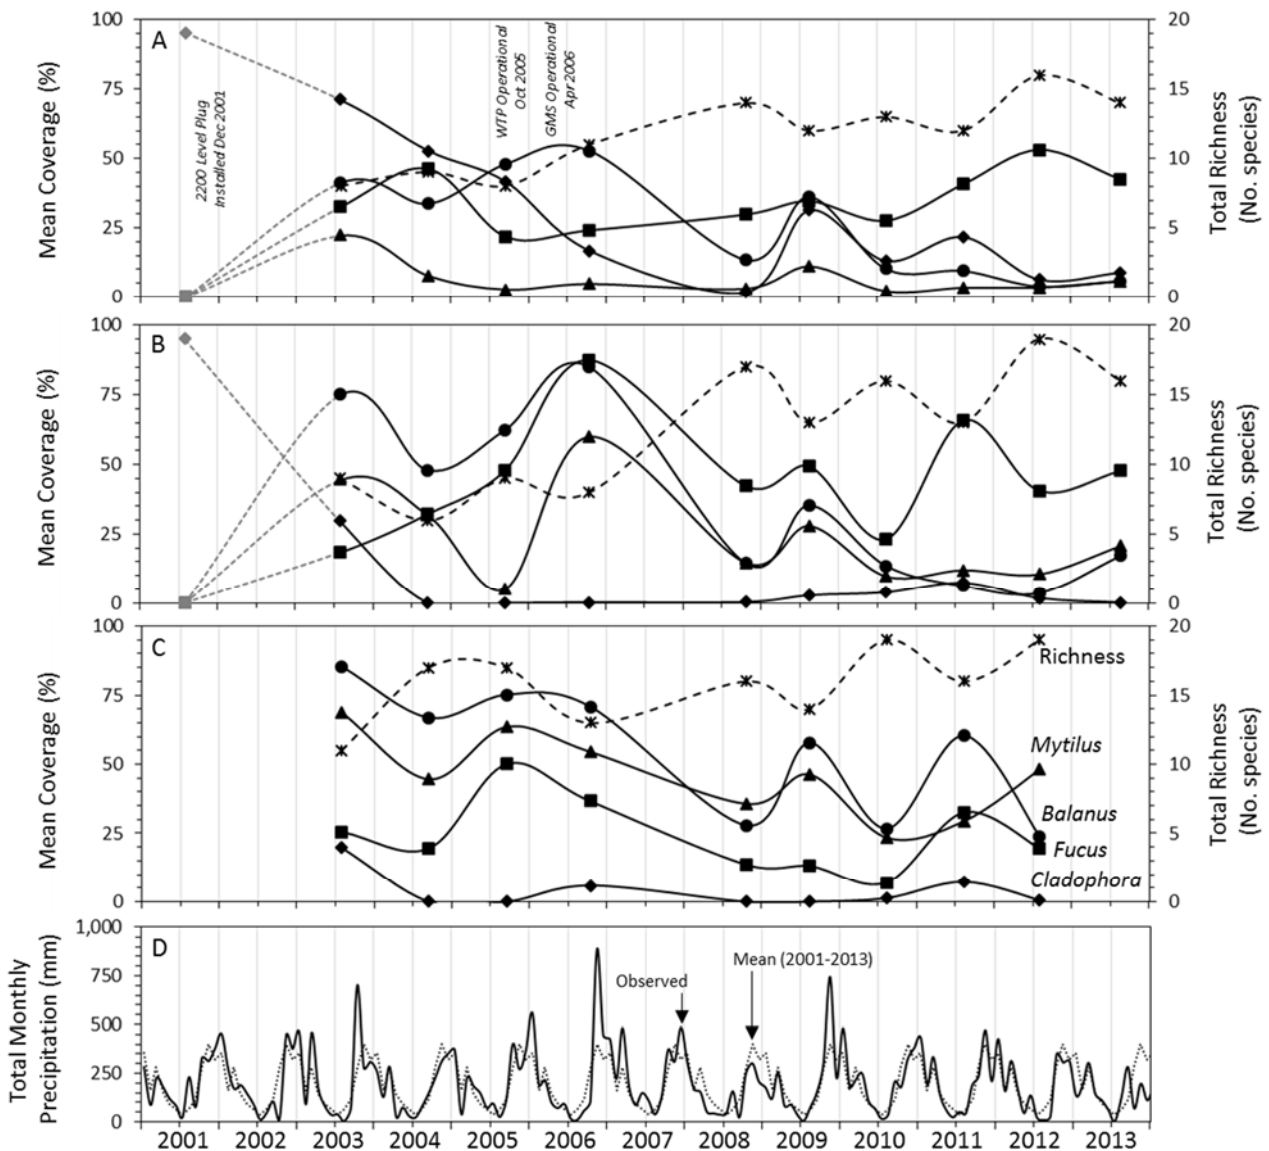 A
Mean Coverage (%)
100
75
50
25
0
2200 Level Plug
Installed Dec 2001
WTP Operational
Oct 2005
GMS Operational
Apr 2006
20
15
10
5
0
Total Richness
(No. species)
B
Mean Coverage (%)
100
75
50
25
0
20
15
10
5
0
Total Richness
(No. species)
C
Mean Coverage (%)
100
75
50
25
0
Richness
Mytilus
Balanus
Fucus
Cladophora
20
15
10
5
0
Total Richness
(No. species)
D
Total Monthly
Precipitation (mm)
1,000
750
500
250
0
Observed
Mean (2001-2013)
2001 2002 2003 2004 2005 2006 2007 2008 2009 2010 2011 2012 2013